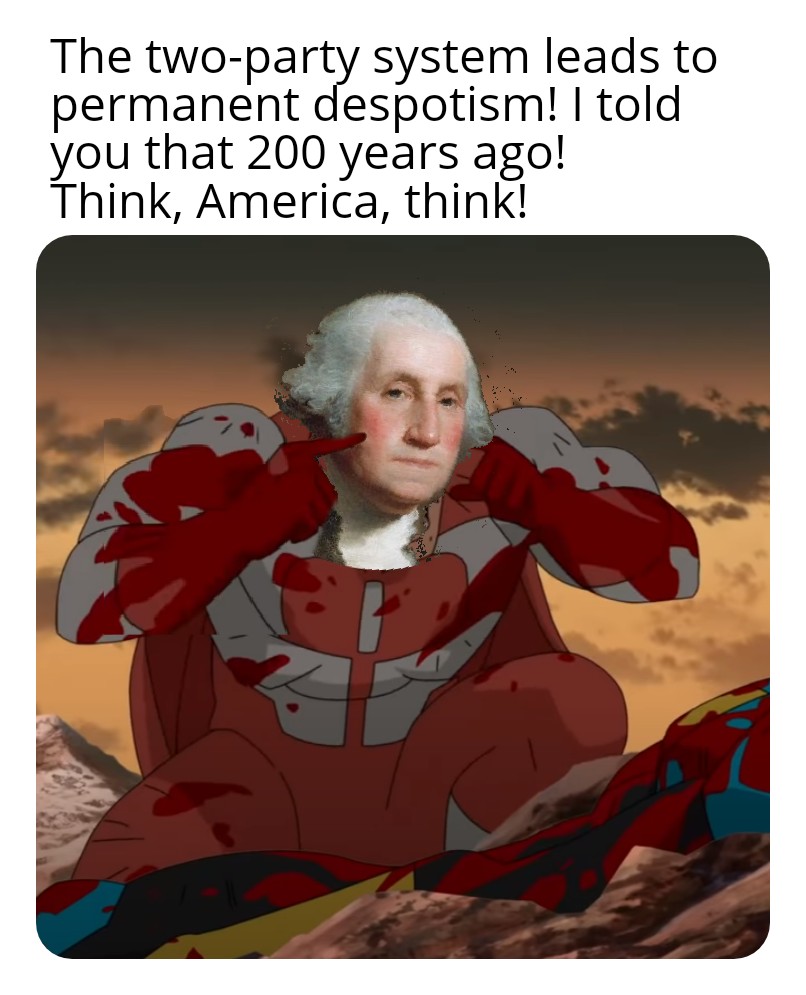 The two-party system leads to
permanent despotism! I told
you that 200 years ago!
Think, America, think!